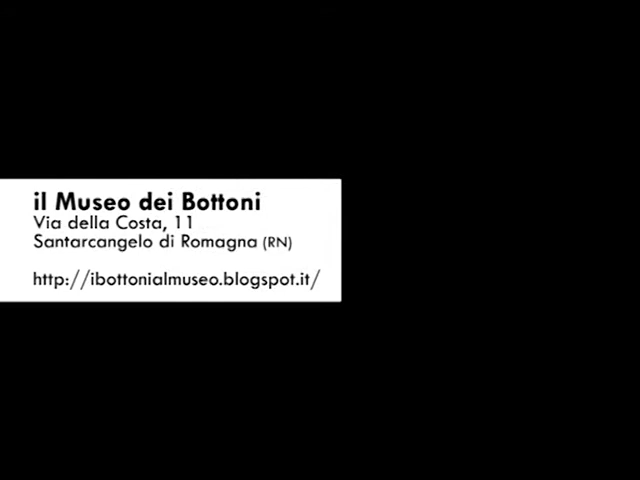 il Museo dei Bottoni
Via della Costa, 11
Santarcangelo di Romagna (RN)
http://ibottonialmuseo.blogspot.it/